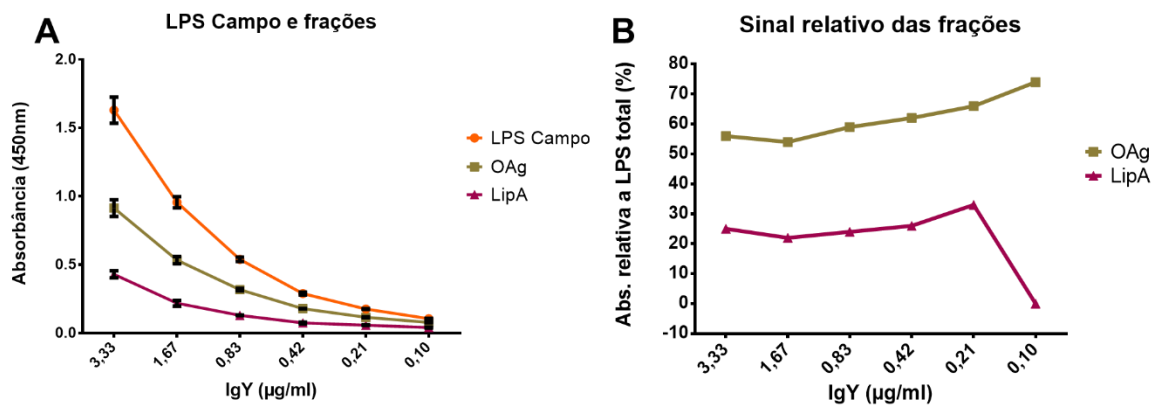 A
LPS Campo e frações
Absorbância (450nm)
2.0
1.5
1.0
0.5
0.0
3,33
1,67
0,83
0,42
0,21
0,10
IgY (µg/ml)
LPS Campo
OAg
LipA
B
Sinal relativo das frações
Abs. relativa a LPS total (%)
80
70
60
50
40
30
20
10
0
-10
3,33
1,67
0,83
0,42
0,21
0,10
IgY (µg/ml)
OAg
LipA